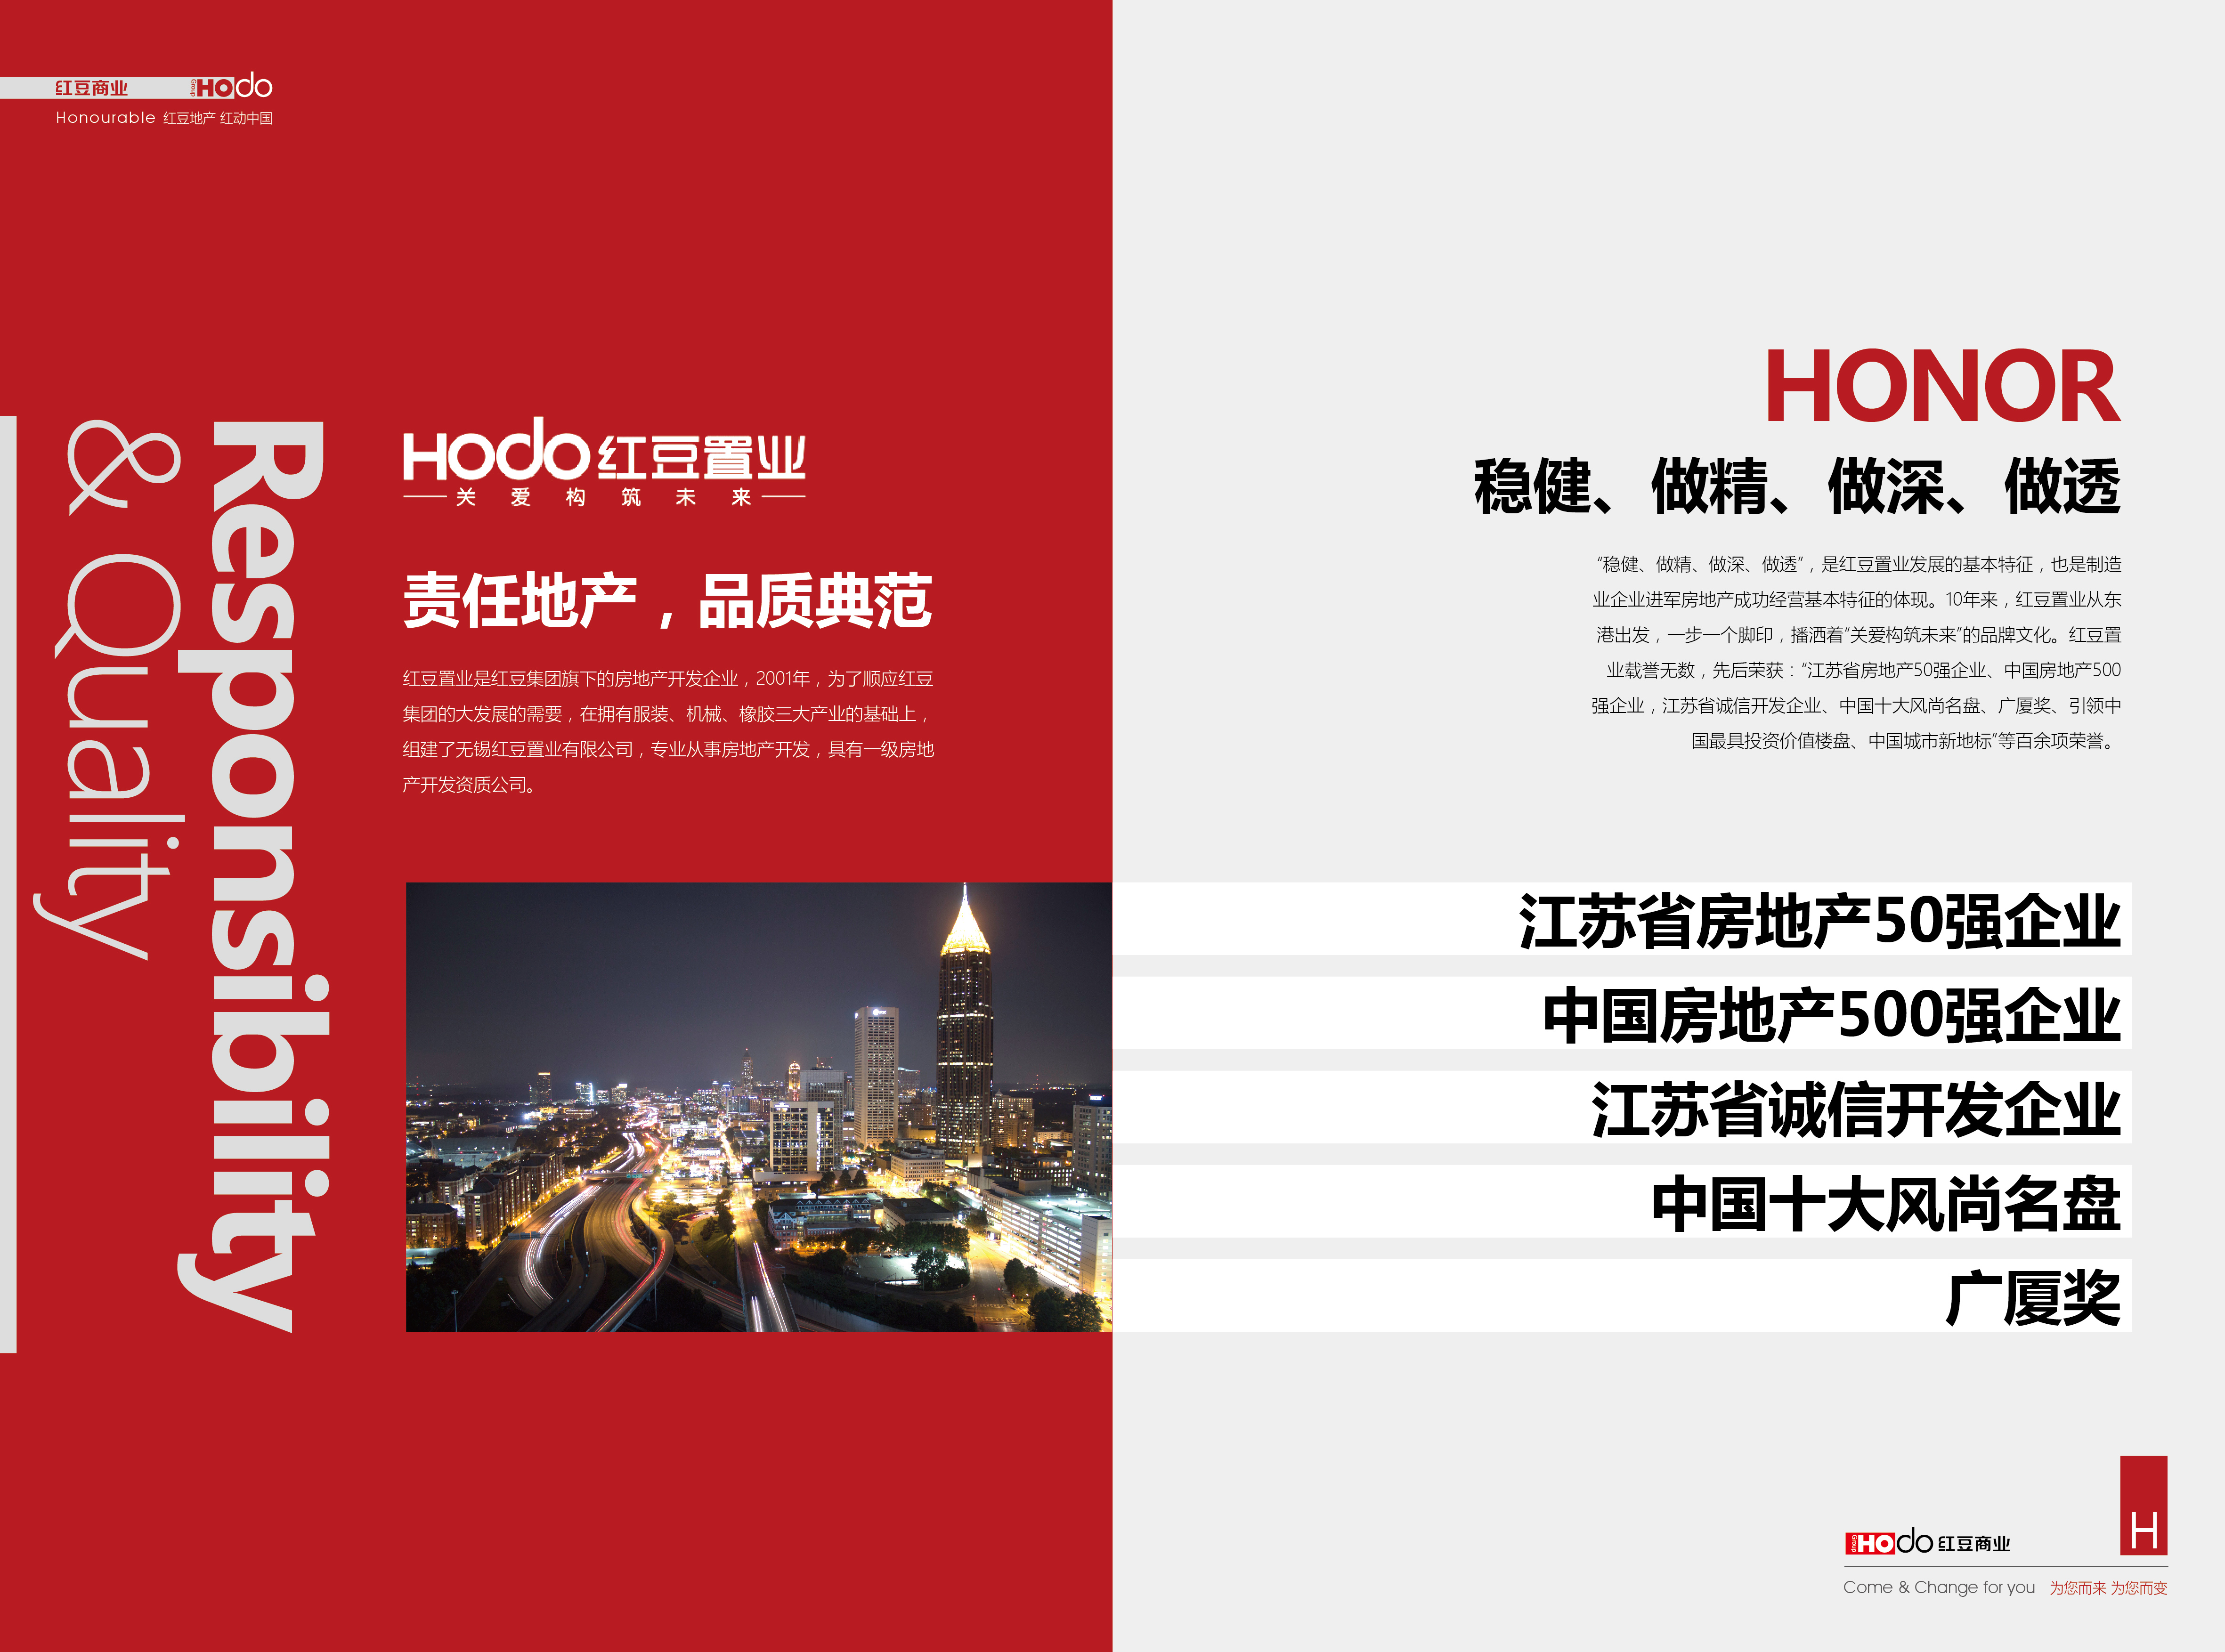 红豆商业 Group HOdo
Honourable 红豆地产 红动中国
Responsibility
& Quality
Hodo 红豆置业
关爱构筑未来
责任地产，品质典范
红豆置业是红豆集团旗下的房地产开发企业，2001年，为了顺应红豆
集团的大发展的需要，在拥有服装、机械、橡胶三大产业的基础上，
组建了无锡红豆置业有限公司，专业从事房地产开发，具有一级房地
产开发资质公司。
HONOR
稳健、做精、做深、做透
“稳健、做精、做深、做透”，是红豆置业发展的基本特征，也是制造
业企业进军房地产成功经营基本特征的体现。10年来，红豆置业从东
港出发，一步一个脚印，播洒着“关爱构筑未来”的品牌文化。红豆置
业载誉无数，先后荣获：“江苏省房地产50强企业、中国房地产500
强企业，江苏省诚信开发企业、中国十大风尚名盘、广厦奖、引领中
国最具投资价值楼盘、中国城市新地标”等百余项荣誉。
江苏省房地产50强企业
中国房地产500强企业
江苏省诚信开发企业
中国十大风尚名盘
广厦奖
H
Group HOdo 红豆商业
Come & Change for you 为您而来 为您而变